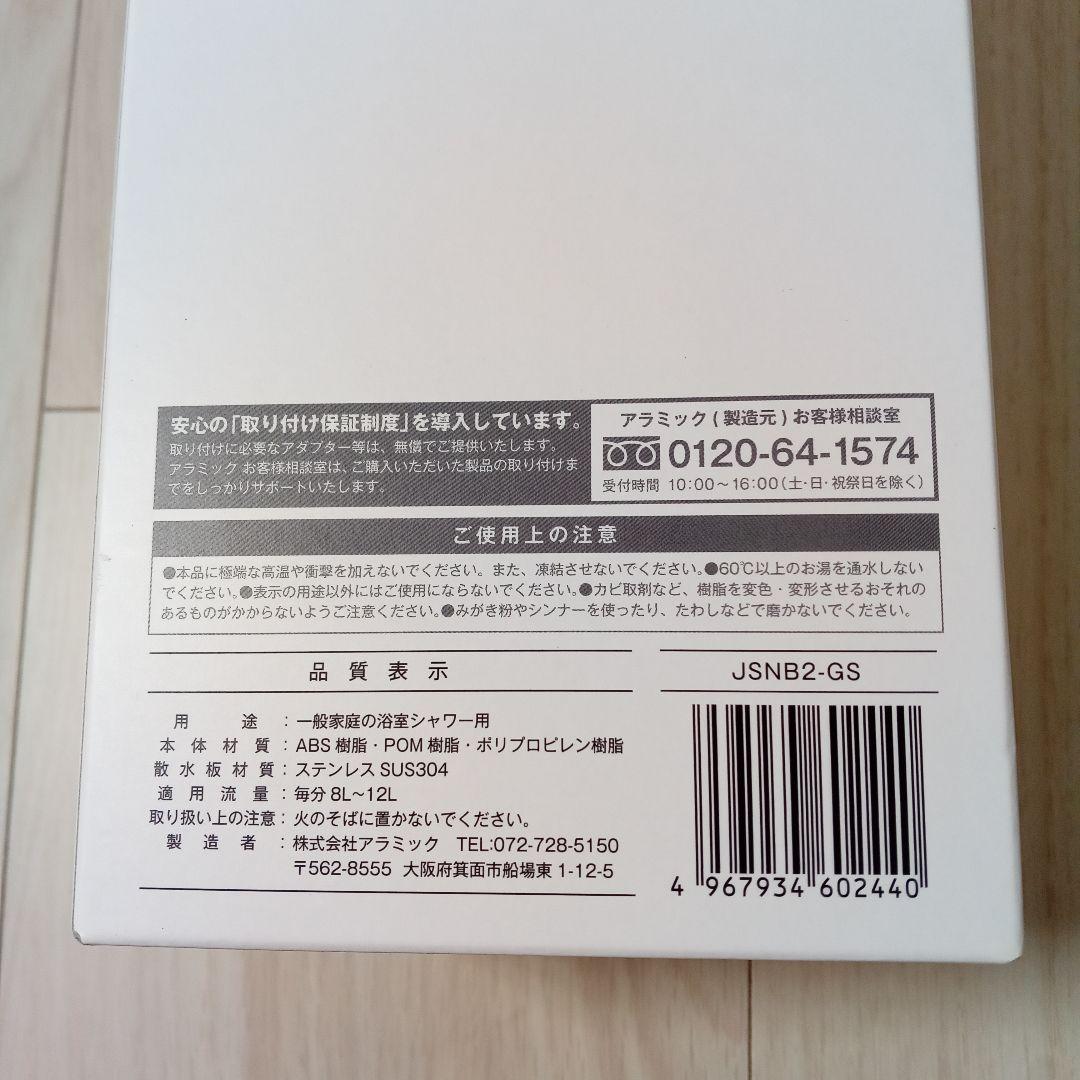 安心の「取り付け保証制度」を導入しています。
取り付けに必要なアダプター等は、無償でご提供いたします。
アラミック お客様相談室は、ご購入いただいた製品の取り付けま
でをしっかりサポートいたします。
アラミック(製造元)お客様相談室
0120-64-1574
受付時間 10:00～16:00(土・日・祝祭日を除く)
ご使用上の注意
●本品に極端な高温や衝撃を加えないでください。また、凍結させないでください。●60℃以上のお湯を通水しない
でください。●表示の用途以外にはご使用にならないでください。●カビ取剤など、樹脂を変色・変形させるおそれの
あるものがかからないようご注意ください。●みがき粉やシンナーを使ったり、たわしなどで磨かないでください。
品質表示
用途：一般家庭の浴室シャワー用
本体材質：ABS樹脂・POM樹脂・ポリプロピレン樹脂
散水板材質：ステンレスSUS304
適用流量：毎分8L～12L
取り扱い上の注意：火のそばに置かないでください。
製造者：株式会社アラミック TEL:072-728-5150
〒562-8555 大阪府箕面市船場東1-12-5
JSNB2-GS
4 967934 602440